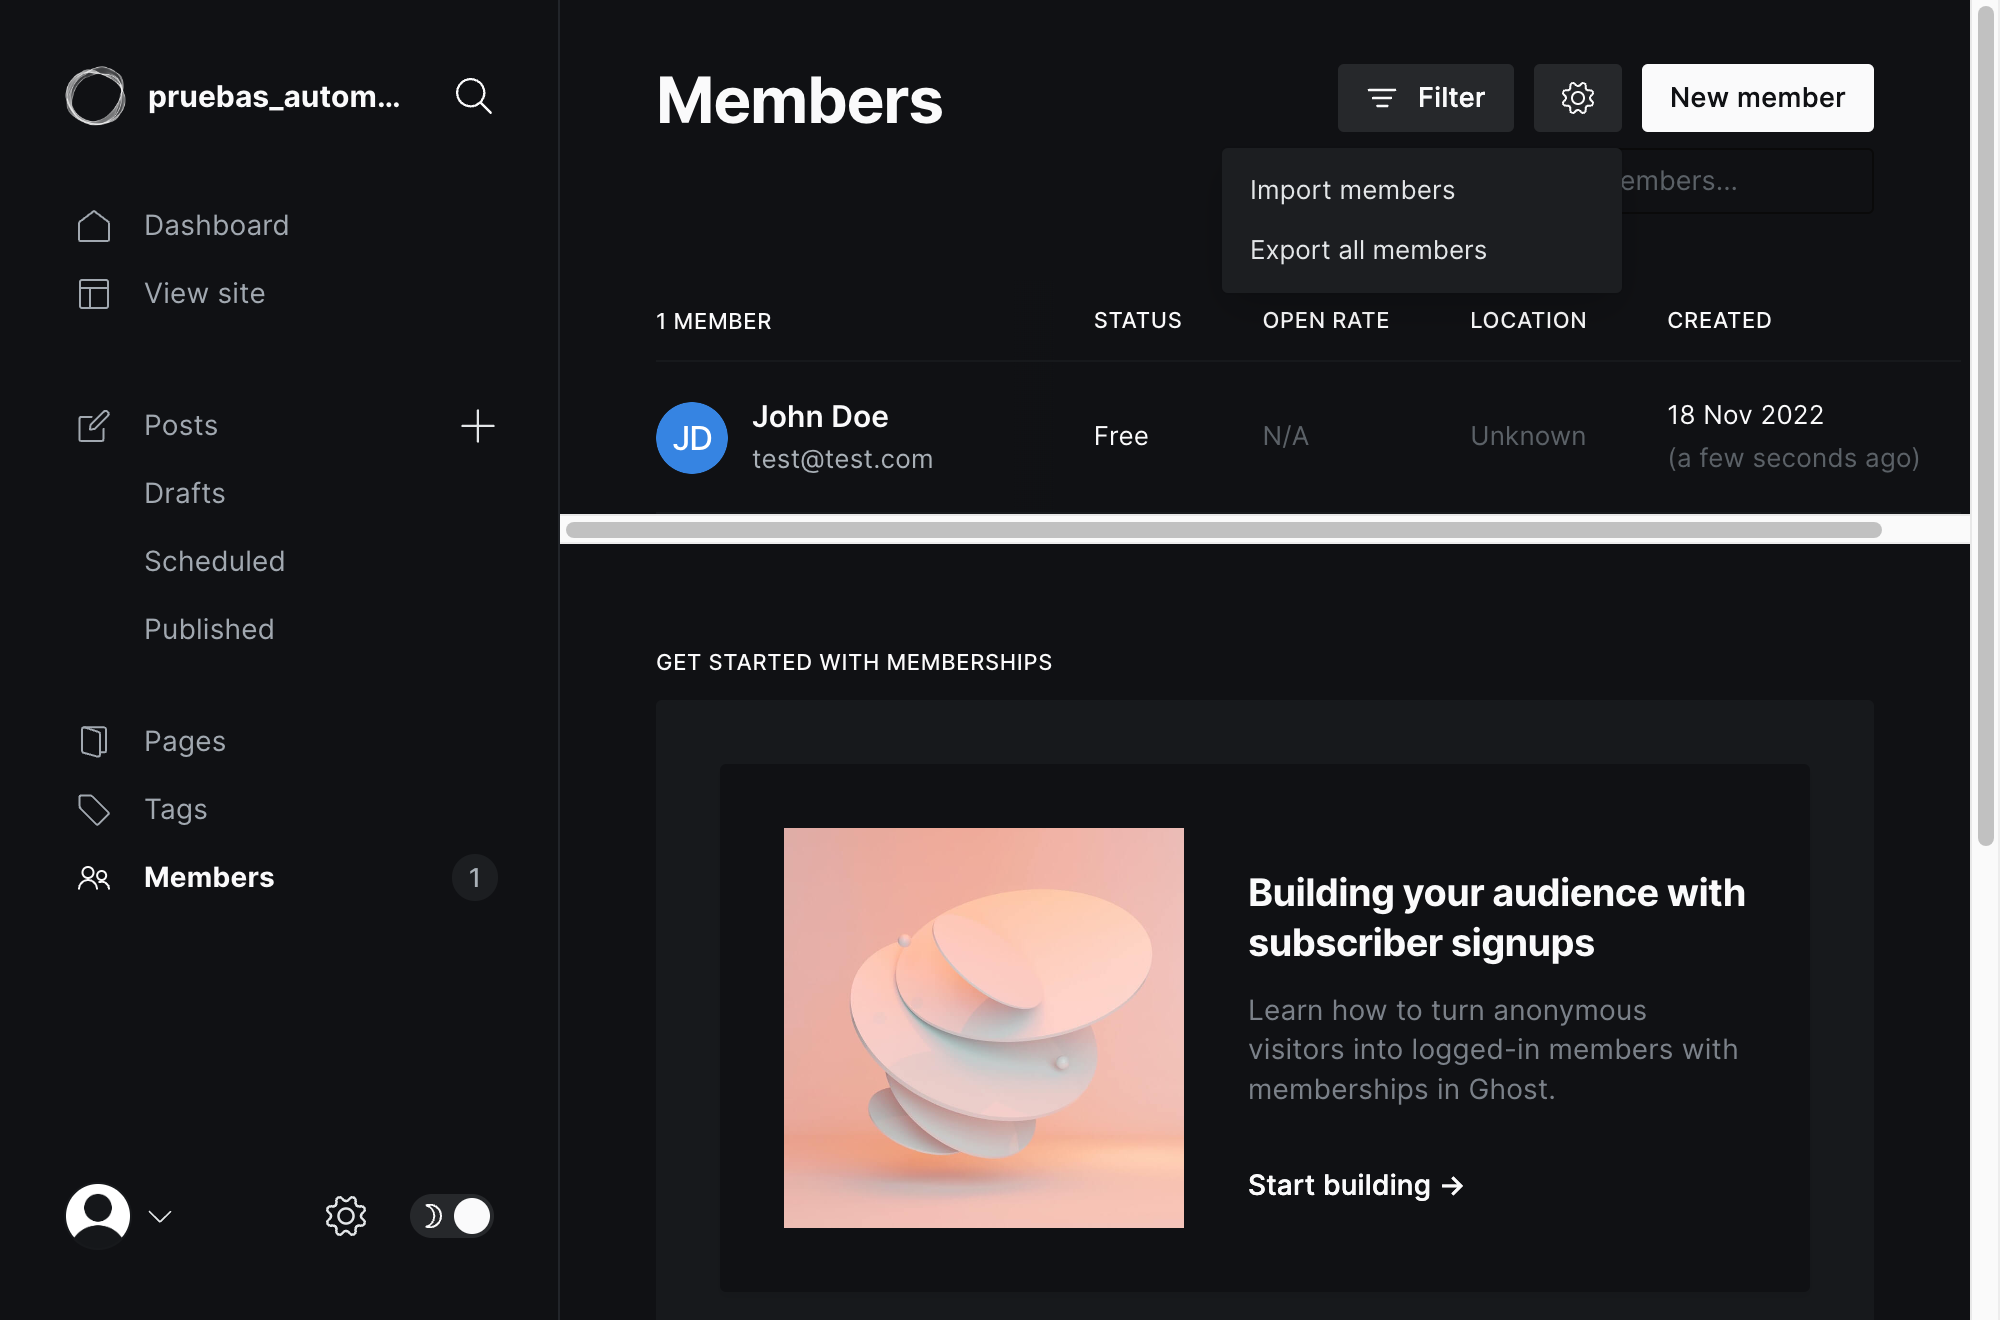 pruebas_autom...
Dashboard
View site
Posts
Drafts
Scheduled
Published
Pages
Tags
Members
1
Members
Filter
New member
Import members
Export all members
embers...
1 MEMBER
STATUS
OPEN RATE
LOCATION
CREATED
JD
John Doe
test@test.com
Free
N/A
Unknown
18 Nov 2022
(a few seconds ago)
GET STARTED WITH MEMBERSHIPS
Building your audience with
subscriber signups
Learn how to turn anonymous
visitors into logged-in members with
memberships in Ghost.
Start building →